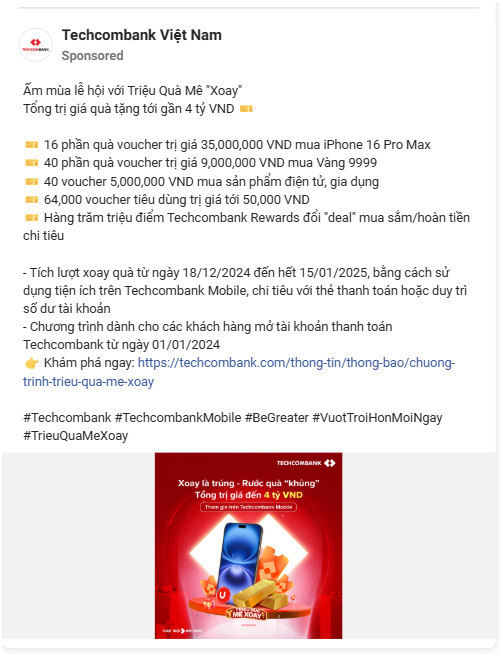 Techcombank Việt Nam
Sponsored
TECHCOMBANK
Ấm mùa lễ hội với Triệu Quà Mê "Xoay"
Tổng trị giá quà tặng tới gần 4 tỷ VND 🎫
🎫 16 phần quà voucher trị giá 35,000,000 VND mua iPhone 16 Pro Max
🎫 40 phần quà voucher trị giá 9,000,000 VND mua Vàng 9999
🎫 40 voucher 5,000,000 VND mua sản phẩm điện tử, gia dụng
🎫 64,000 voucher tiêu dùng trị giá tới 50,000 VND
🎫 Hàng trăm triệu điểm Techcombank Rewards đổi "deal" mua sắm/hoàn tiền
chi tiêu
- Tích lượt xoay quà từ ngày 18/12/2024 đến hết 15/01/2025, bằng cách sử
dụng tiện ích trên Techcombank Mobile, chi tiêu với thẻ thanh toán hoặc duy trì
số dư tài khoản
- Chương trình dành cho các khách hàng mở tài khoản thanh toán
Techcombank từ ngày 01/01/2024
👉 Khám phá ngay: https://techcombank.com/thong-tin/thong-bao/chuong-
trinh-trieu-qua-me-xoay
#Techcombank #TechcombankMobile #BeGreater #VuotTroiHonMoiNgay
#TrieuQuaMeXoay
TECHCOMBANK
Xoay là trúng - Rước quà "khủng"
Tổng trị giá đến 4 tỷ VND
Tham gia trên Techcombank Mobile
TRIỆU QUÀ
MÊ XOAY
VƯỢT TRỘI MỖI NGÀY